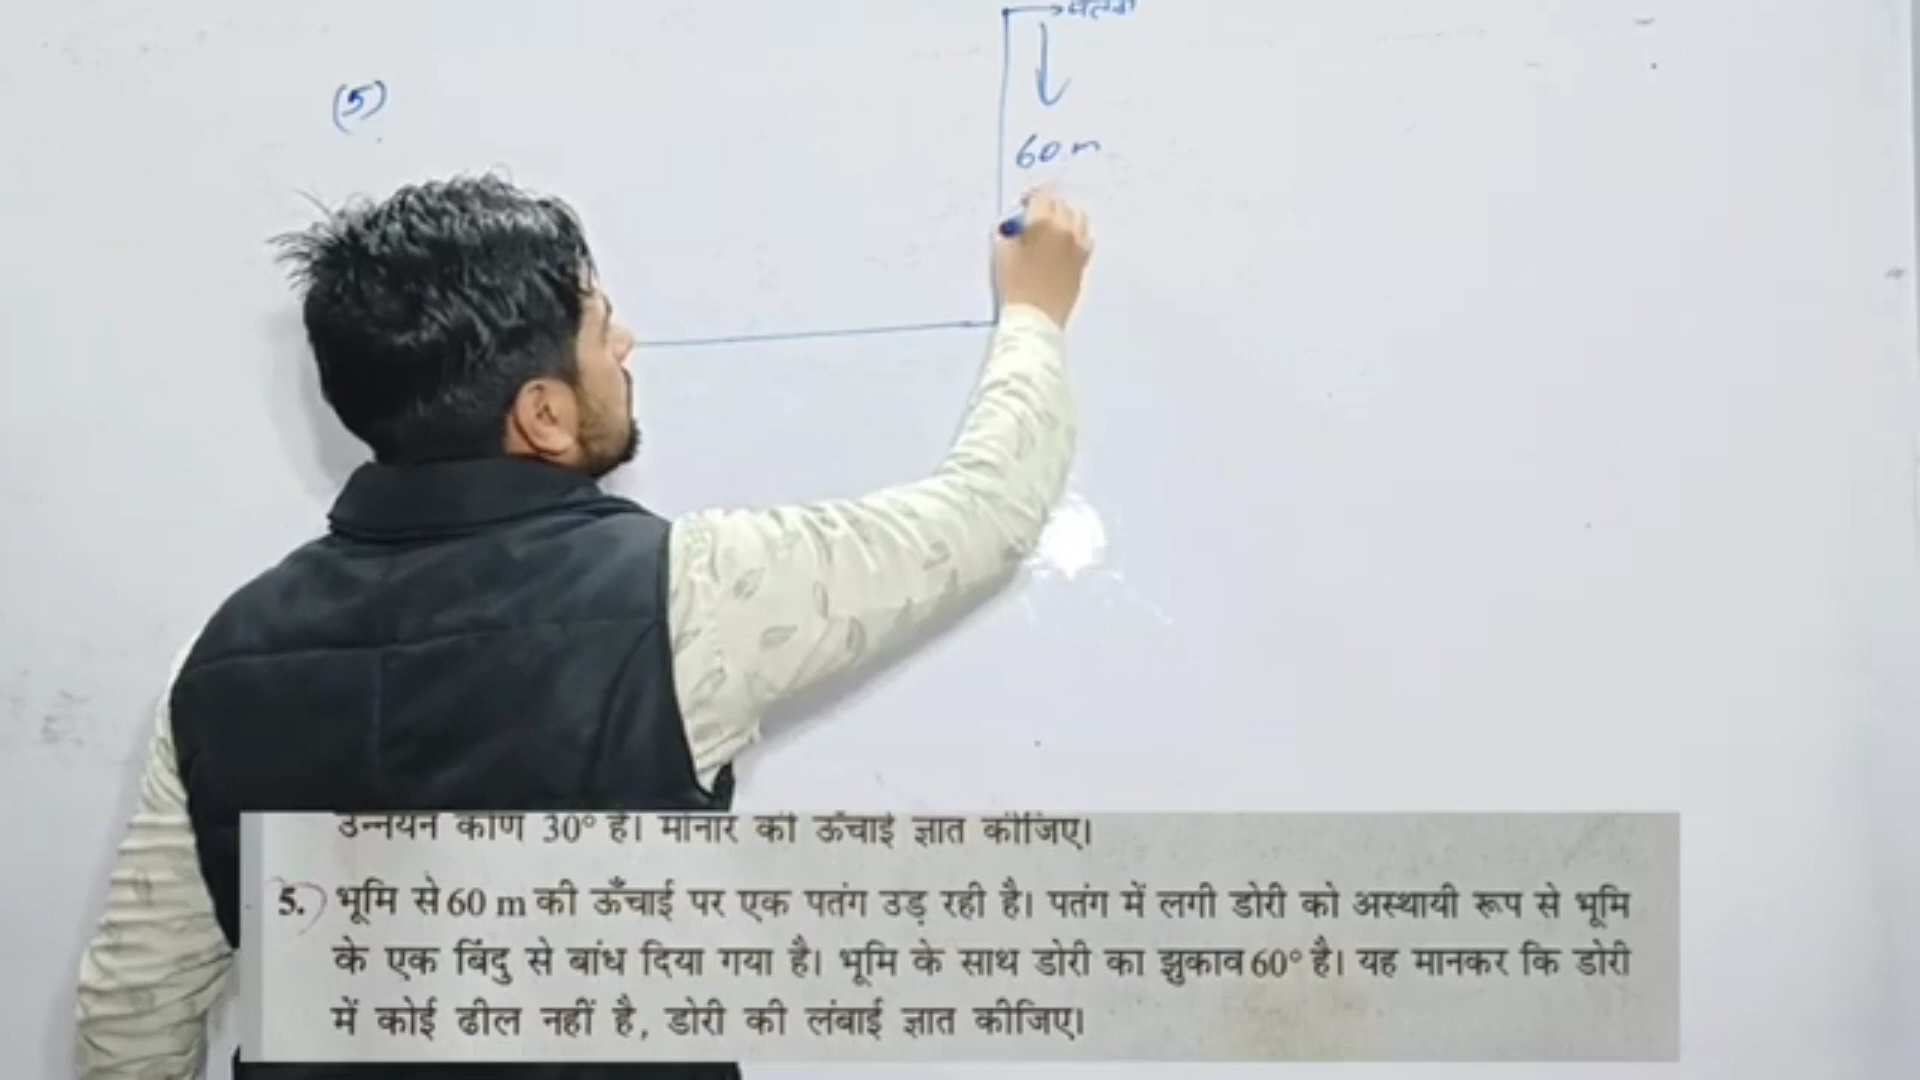 (5)
60 m
उन्नयन कोण 30° है। मीनार की ऊँचाई ज्ञात कीजिए।
5. भूमि से 60 m की ऊँचाई पर एक पतंग उड़ रही है। पतंग में लगी डोरी को अस्थायी रूप से भूमि
के एक बिंदु से बांध दिया गया है। भूमि के साथ डोरी का झुकाव 60° है। यह मानकर कि डोरी
में कोई ढील नहीं है, डोरी की लंबाई ज्ञात कीजिए।